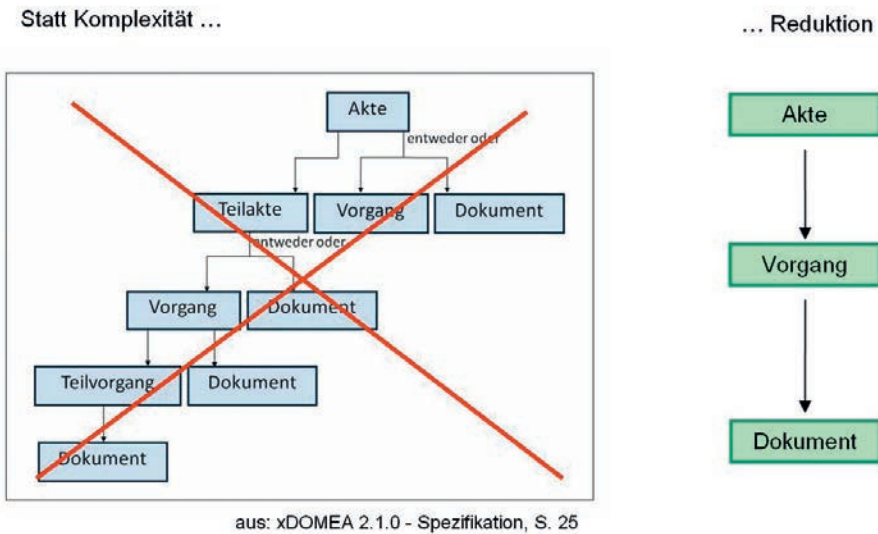 Statt Komplexität ...
... Reduktion
Akte
entweder oder
Teilakte
Vorgang
Dokument
entweder oder
Vorgang
Dokument
Teilvorgang
Dokument
Dokument
aus: xDOMEA 2.1.0 - Spezifikation, S. 25
Akte
Vorgang
Dokument